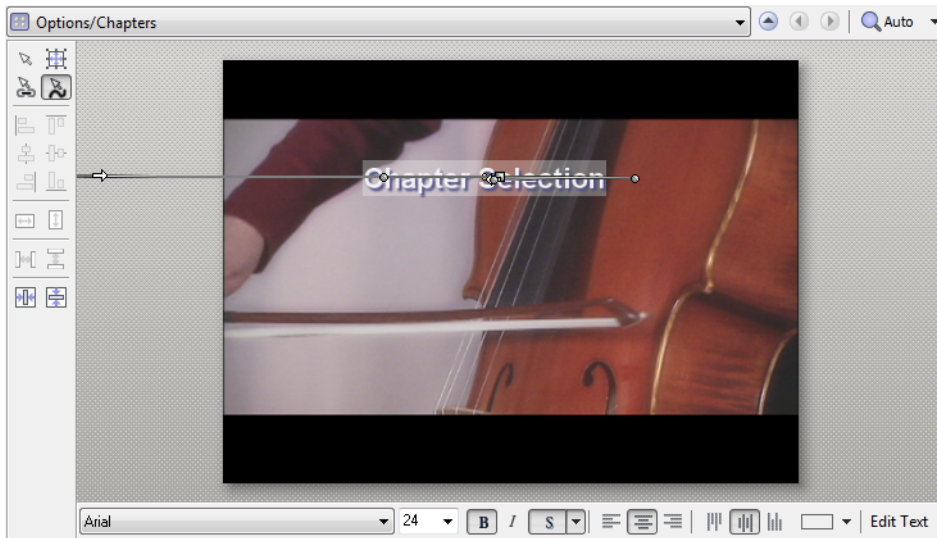 Options/Chapters
Auto
Chapter Selection
Arial
24
B
I
S
Edit Text